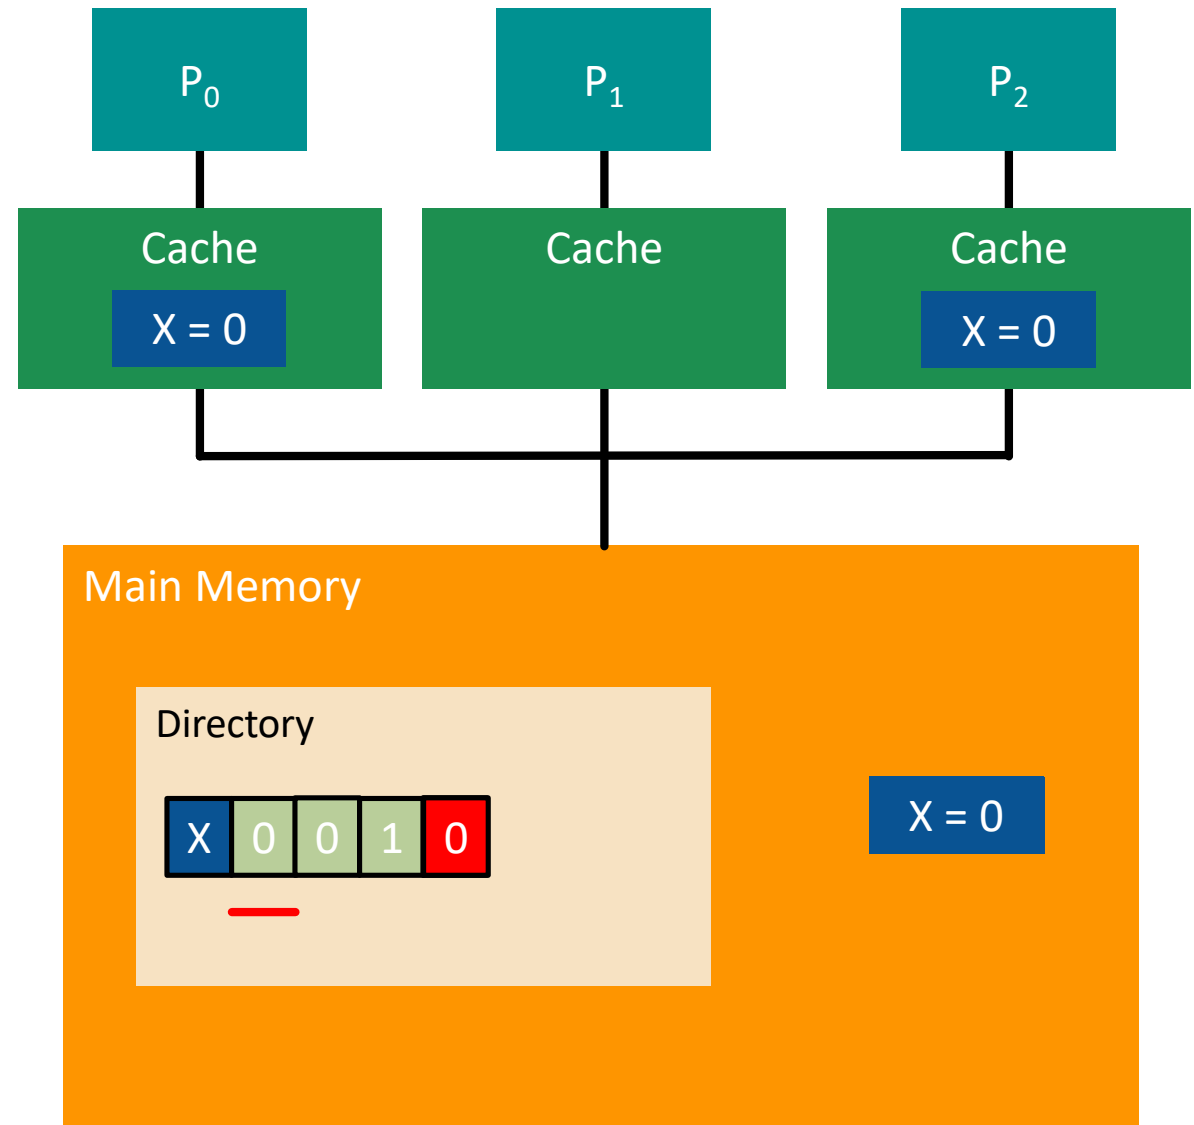 P₀ P₁ P₂
Cache Cache Cache
X = 0 X = 0
Main Memory
Directory
X 0 0 1 0
X = 0